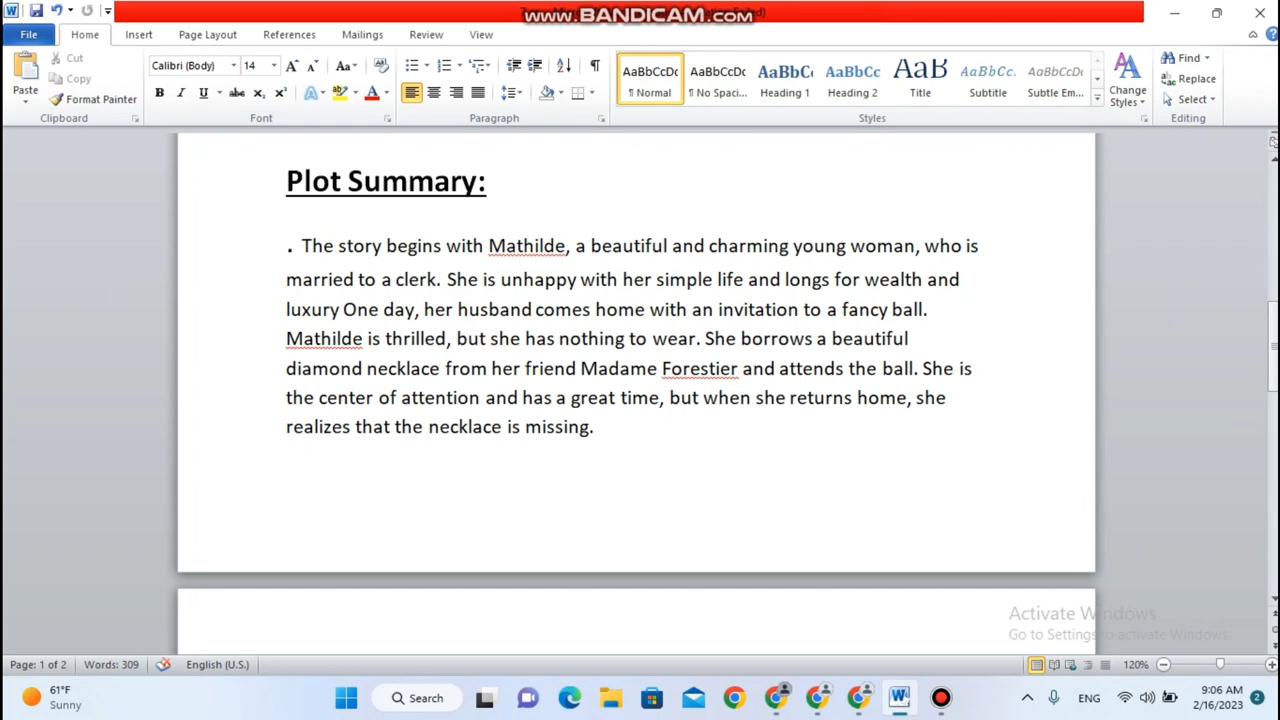 www.BANDICAM.com
File Home Insert Page Layout References Mailings Review View
Cut
Copy
Format Painter
Paste
Calibri (Body) 14
AaBbCcDc AaBbCcDc AaBbC AaBbCc AaB AaBbCc. AaBbCcDc
¶ Normal ¶ No Spaci... Heading 1 Heading 2 Title Subtitle Subtle Em...
Change Styles
Find
Replace
Select
Clipboard Font Paragraph Styles Editing
Plot Summary:
. The story begins with Mathilde, a beautiful and charming young woman, who is
married to a clerk. She is unhappy with her simple life and longs for wealth and
luxury One day, her husband comes home with an invitation to a fancy ball.
Mathilde is thrilled, but she has nothing to wear. She borrows a beautiful
diamond necklace from her friend Madame Forestier and attends the ball. She is
the center of attention and has a great time, but when she returns home, she
realizes that the necklace is missing.
Activate Windows
Go to Settings to activate Windows.
Page: 1 of 2 Words: 309 English (U.S.) 120%
61°F
Sunny
Search
ENG
9:06 AM
2/16/2023
2